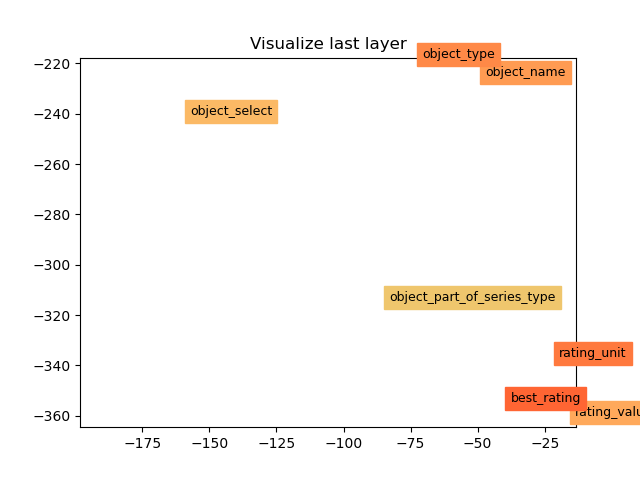 Visualize last layer
object_type
object_name
object_select
object_part_of_series_type
rating_unit
best_rating
−220
−240
−260
−280
−300
−320
−340
−360
−175
−150
−125
−100
−75
−50
−25